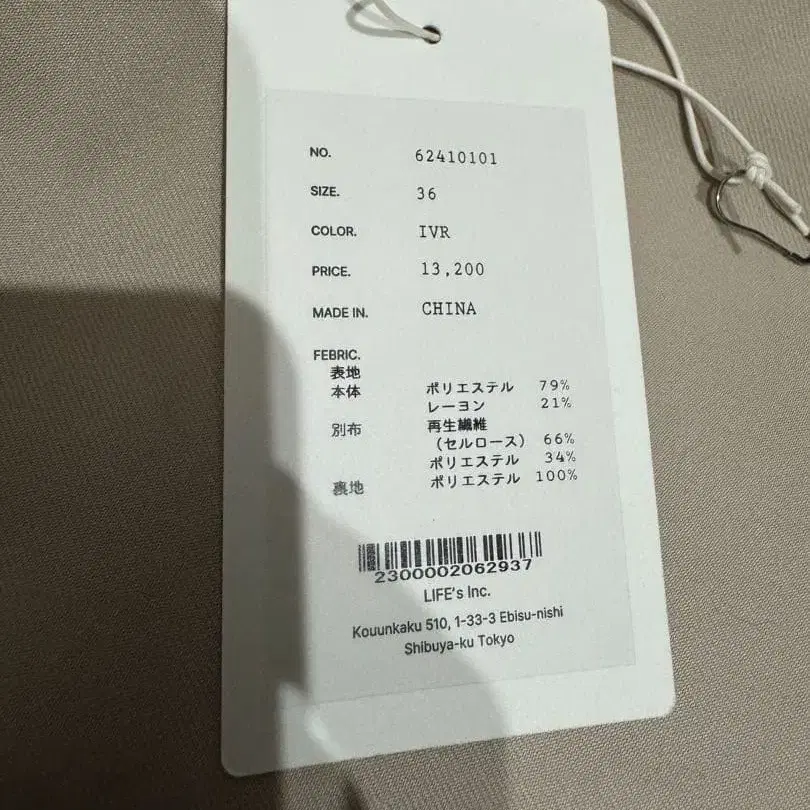 NO. 62410101
SIZE. 36
COLOR. IVR
PRICE. 13,200
MADE IN. CHINA
FEBRIC.
表地
本体 ポリエステル 79%
レーヨン 21%
別布 再生繊維
(セルロース) 66%
ポリエステル 34%
裏地 ポリエステル 100%
2300002062937
LIFE's Inc.
Kouunkaku 510, 1-33-3 Ebisu-nishi
Shibuya-ku Tokyo